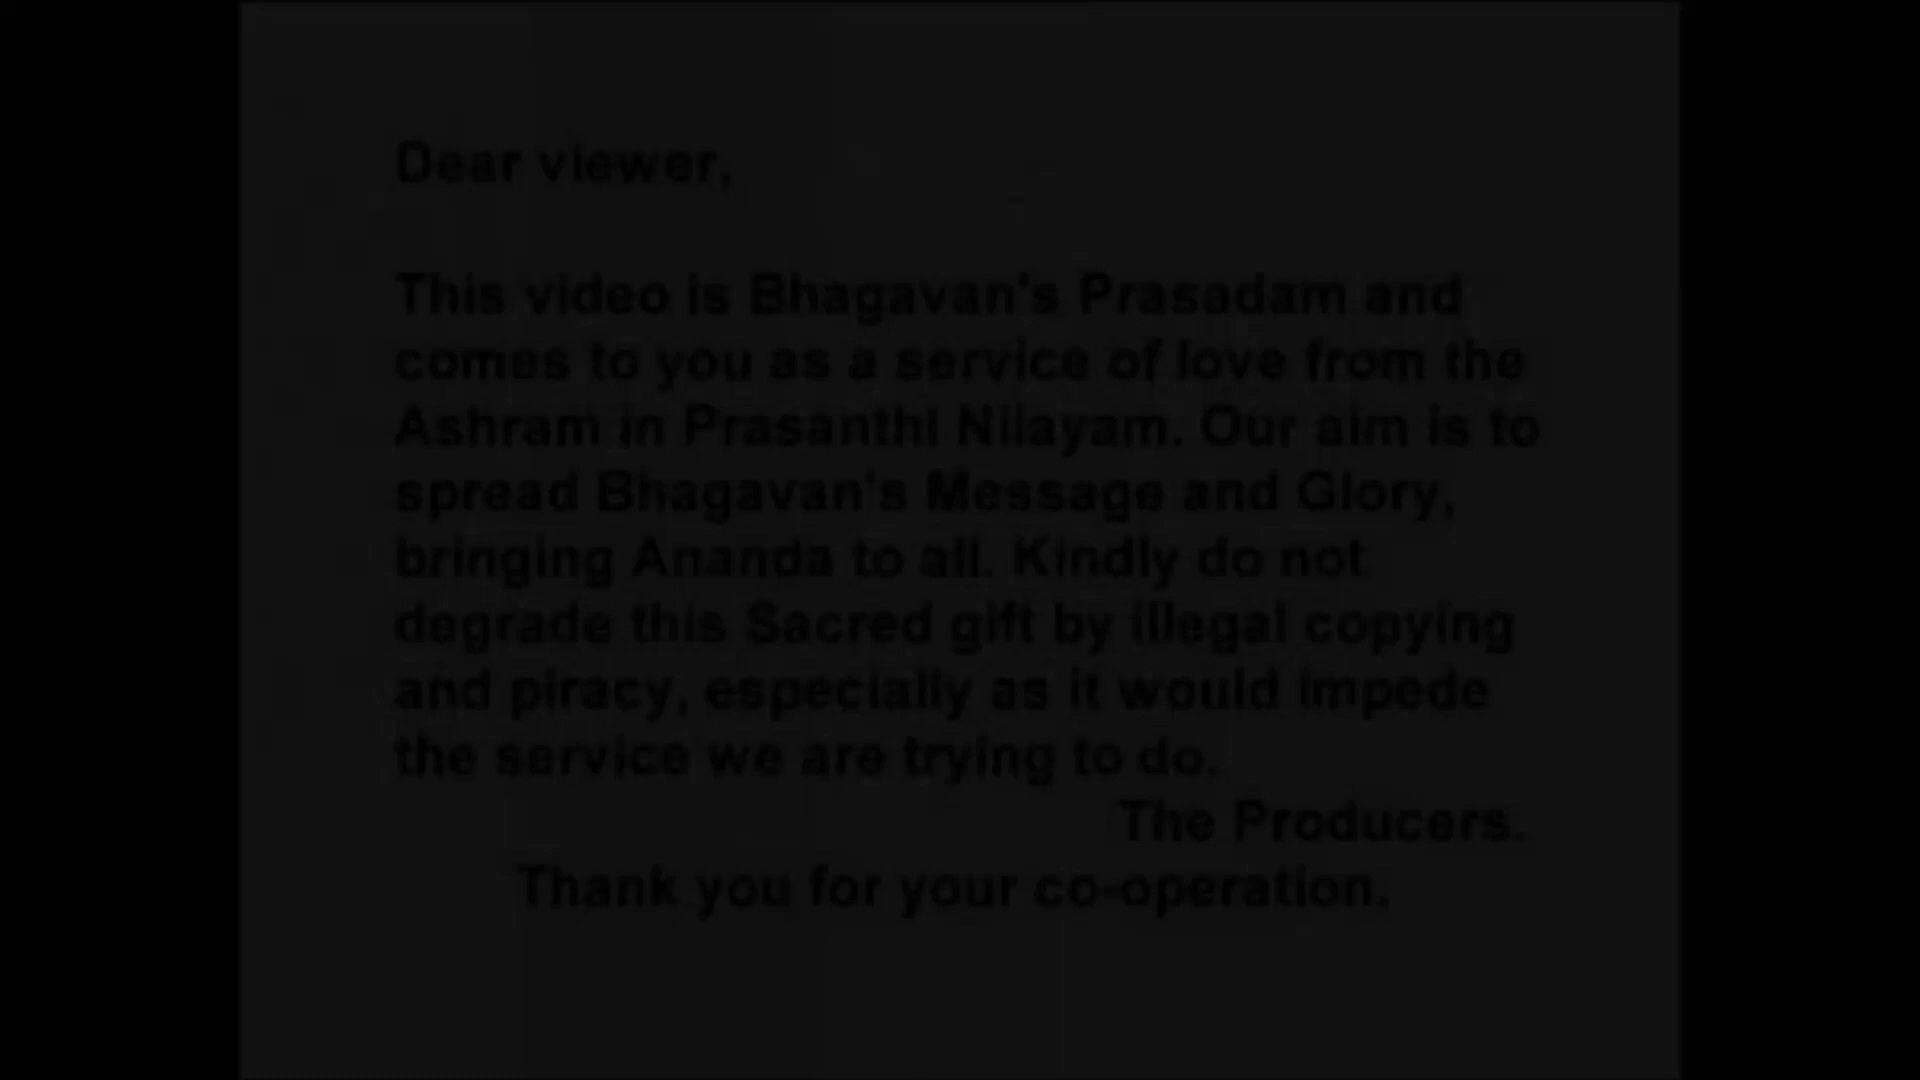 Dear viewer,
This video is Bhagavan's Prasadam and
comes to you as a service of love from the
Ashram in Prasanthi Nilayam. Our aim is to
spread Bhagavan's Message and Glory,
bringing Ananda to all. Kindly do not
degrade this Sacred gift by illegal copying
and piracy, especially as it would impede
the service we are trying to do.
The Producers.
Thank you for your co-operation.